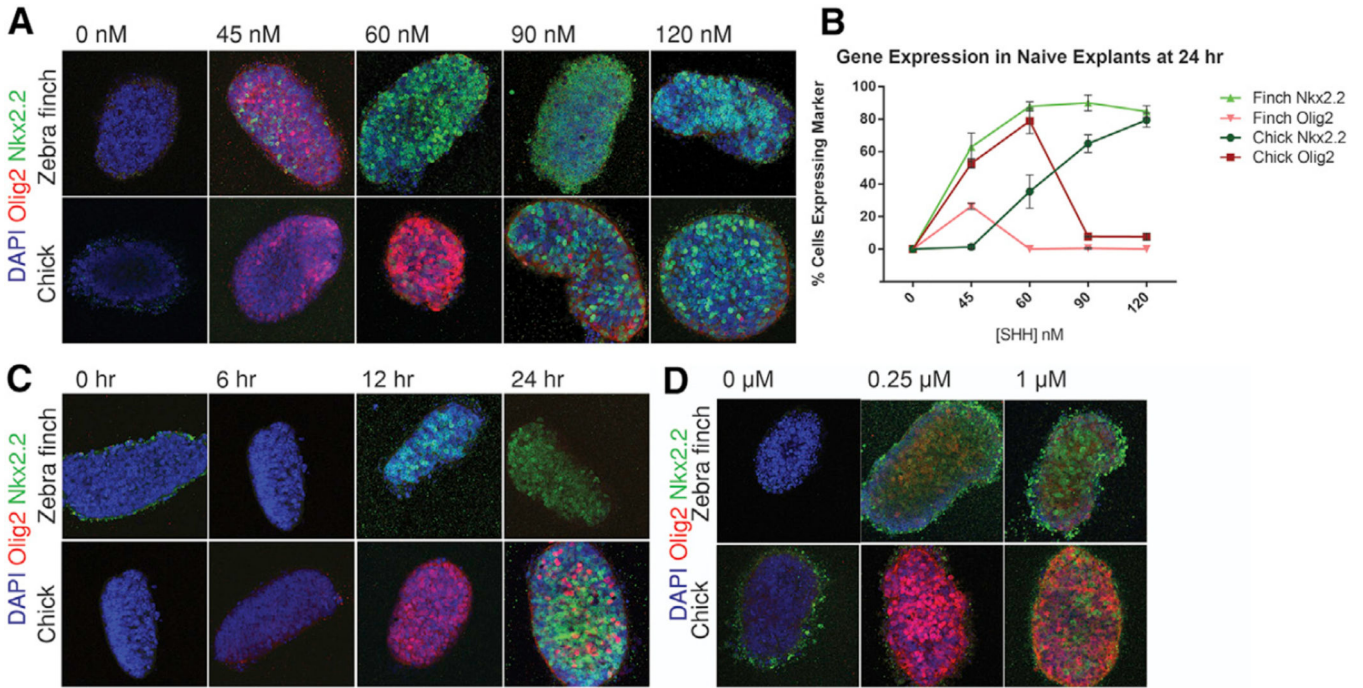 A
0 nM 45 nM 60 nM 90 nM 120 nM
DAPI Olig2 Nkx2.2
Zebra finch
Chick
B
Gene Expression in Naive Explants at 24 hr
% Cells Expressing Marker
100
80
60
40
20
0
0 45 60 90 120
[SHH] nM
Finch Nkx2.2
Finch Olig2
Chick Nkx2.2
Chick Olig2
C
0 hr 6 hr 12 hr 24 hr
DAPI Olig2 Nkx2.2
Zebra finch
Chick
D
0 µM 0.25 µM 1 µM
DAPI Olig2 Nkx2.2
Zebra finch
Chick